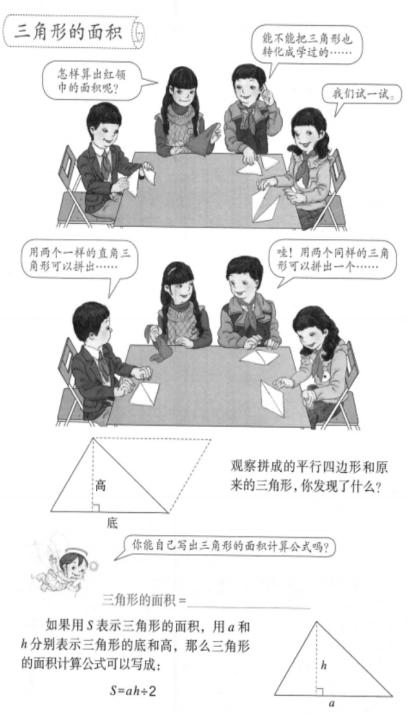 三角形的面积
能不能把三角形也
转化成学过的……
怎样算出红领
巾的面积呢？
我们试一试。
用两个一样的直角三
角形可以拼出……
哇！用两个同样的三角
形可以拼出一个……
高
底
观察拼成的平行四边形和原
来的三角形，你发现了什么？
你能自己写出三角形的面积计算公式吗？
三角形的面积=
如果用S表示三角形的面积，用a和
h分别表示三角形的底和高，那么三角形
的面积计算公式可以写成：
S=ah÷2
h
a